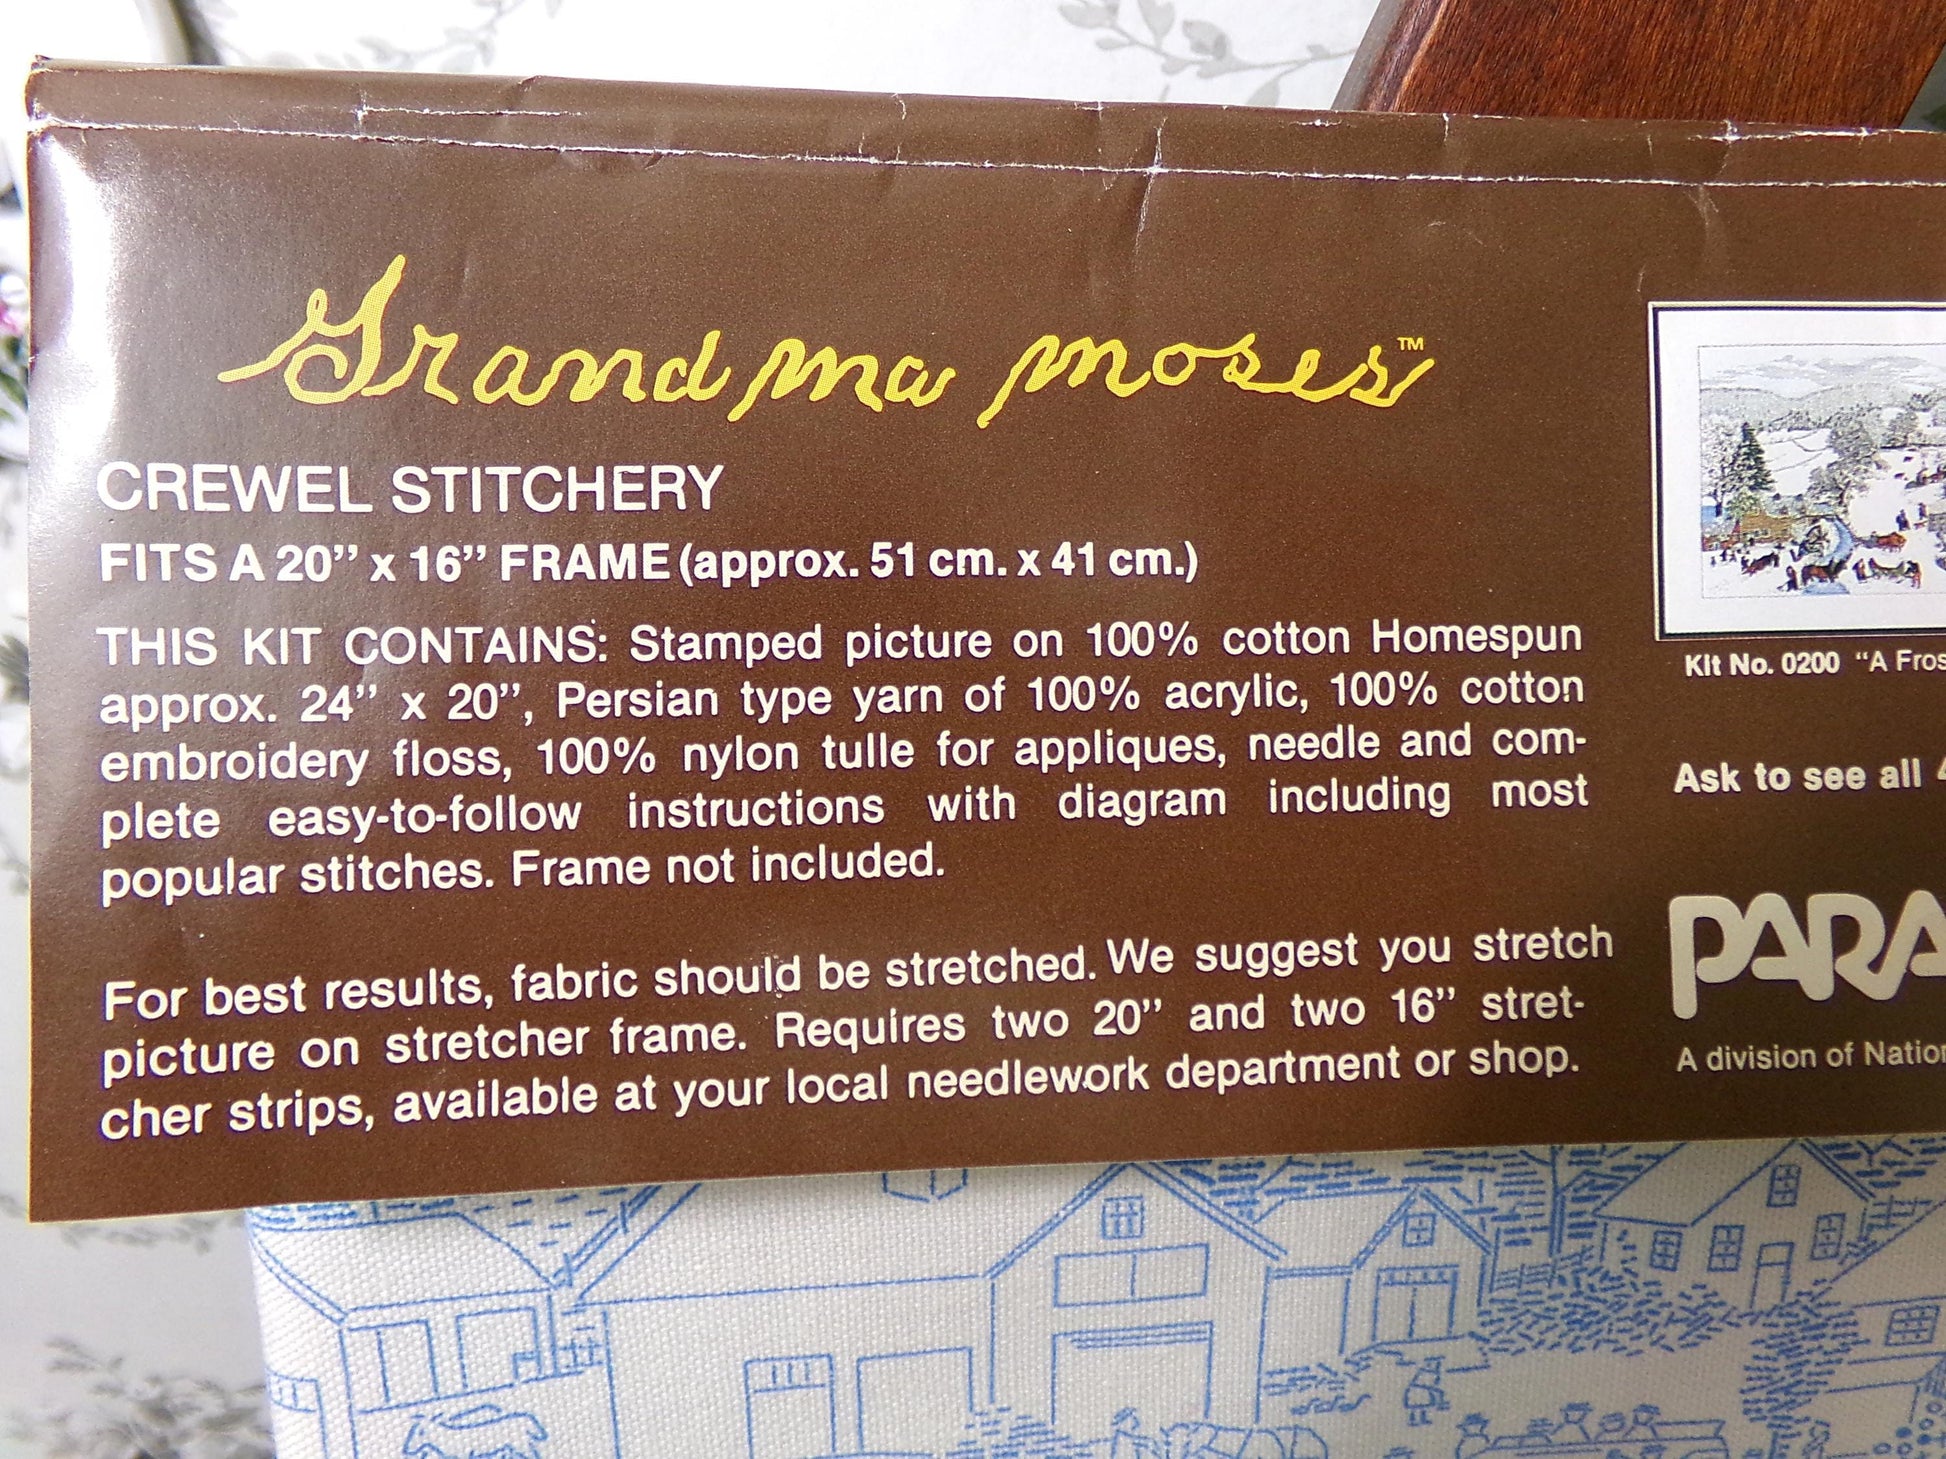 Grandma Moses™
CREWEL STITCHERY
FITS A 20” x 16” FRAME (approx. 51 cm. x 41 cm.)
THIS KIT CONTAINS: Stamped picture on 100% cotton Homespun
approx. 24” x 20”, Persian type yarn of 100% acrylic, 100% cotton
embroidery floss, 100% nylon tulle for appliques, needle and com-
plete easy-to-follow instructions with diagram including most
popular stitches. Frame not included.
For best results, fabric should be stretched. We suggest you stretch
picture on stretcher frame. Requires two 20” and two 16” stret-
cher strips, available at your local needlework department or shop.
Kit No. 0200 “A Fros
Ask to see all
PARA
A division of Natio